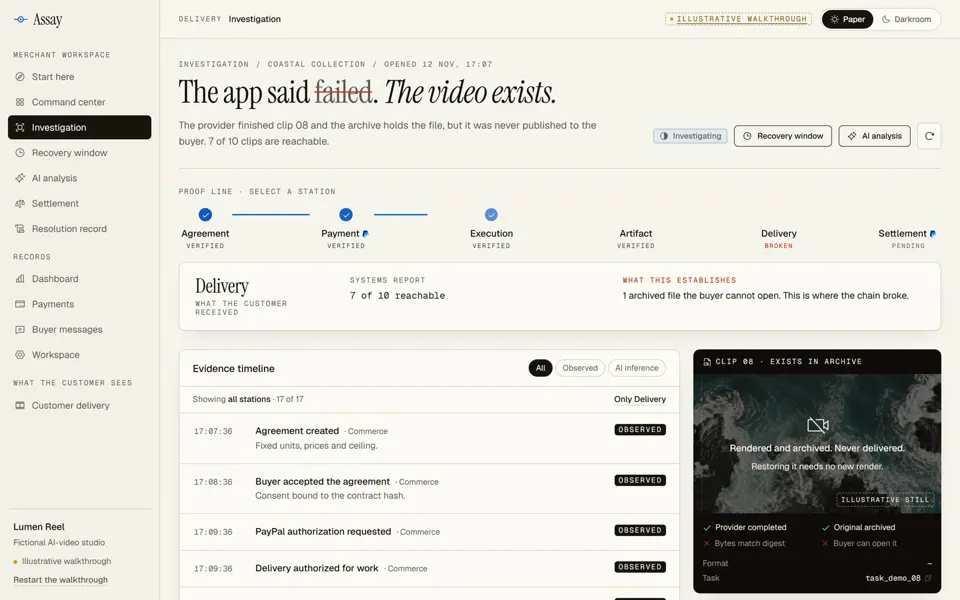 Assay
DELIVERY Investigation
ILLUSTRATIVE WALKTHROUGH
Paper
Darkroom
MERCHANT WORKSPACE
Start here
Command center
Investigation
Recovery window
AI analysis
Settlement
Resolution record
RECORDS
Dashboard
Payments
Buyer messages
Workspace
WHAT THE CUSTOMER SEES
Customer delivery
Lumen Reel
Fictional AI-video studio
Illustrative walkthrough
Restart the walkthrough
INVESTIGATION / COASTAL COLLECTION / OPENED 12 NOV, 17:07
The app said failed. The video exists.
The provider finished clip 08 and the archive holds the file, but it was never published to the
buyer. 7 of 10 clips are reachable.
Investigating
Recovery window
AI analysis
PROOF LINE · SELECT A STATION
Agreement
VERIFIED
Payment
VERIFIED
Execution
VERIFIED
Artifact
VERIFIED
Delivery
BROKEN
Settlement
PENDING
Delivery
WHAT THE CUSTOMER
RECEIVED
SYSTEMS REPORT
7 of 10 reachable
WHAT THIS ESTABLISHES
1 archived file the buyer cannot open. This is where the chain broke.
Evidence timeline
All
Observed
AI inference
Showing all stations · 17 of 17
Only Delivery
17:07:36 Agreement created · Commerce OBSERVED
Fixed units, prices and ceiling.
17:08:36 Buyer accepted the agreement · Commerce OBSERVED
Consent bound to the contract hash.
17:09:36 PayPal authorization requested · Commerce OBSERVED
17:09:36 Delivery authorized for work · Commerce OBSERVED
CLIP 08 · EXISTS IN ARCHIVE
Rendered and archived. Never delivered.
Restoring it needs no new render.
ILLUSTRATIVE STILL
Provider completed
Original archived
Bytes match digest
Buyer can open it
Format –
Task task_demo_08